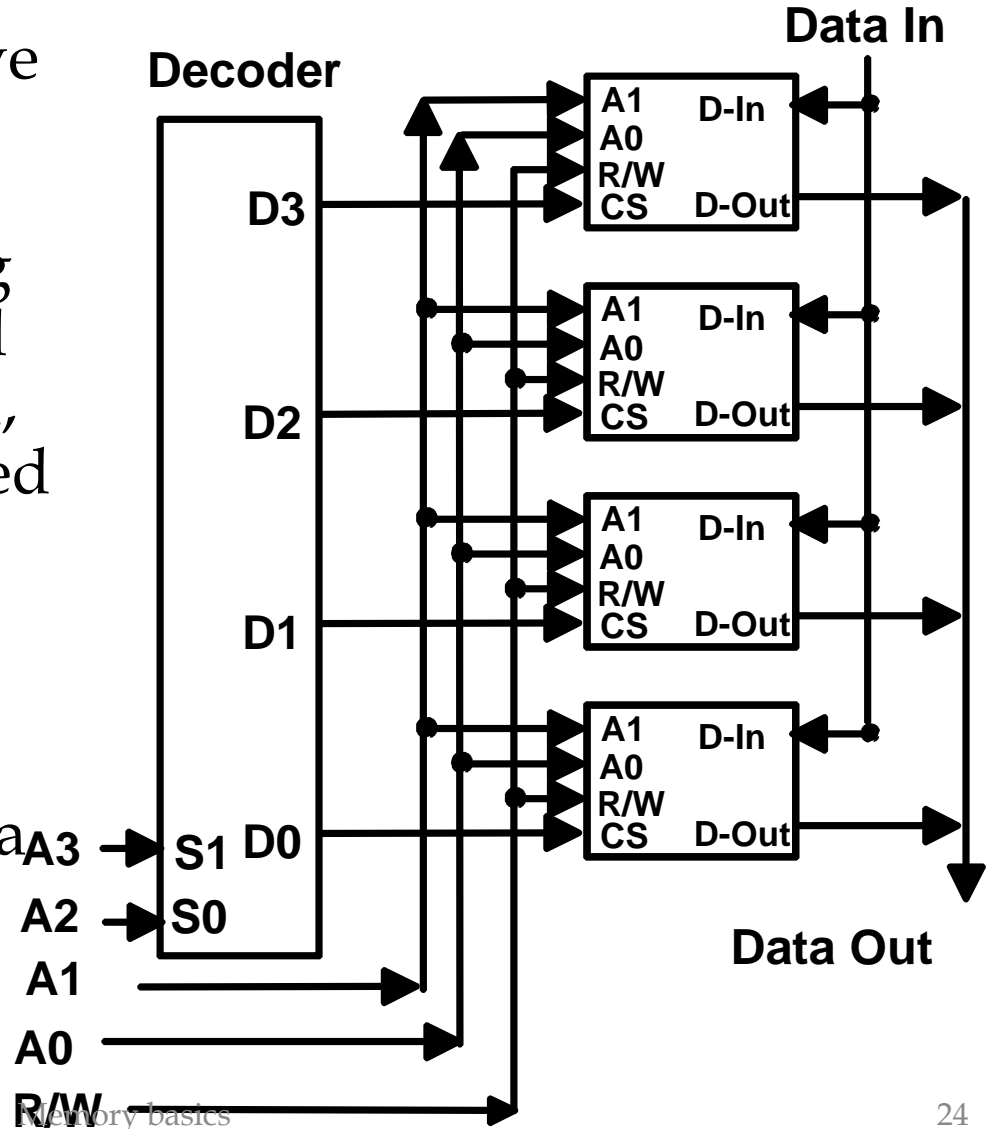 Data In
Decoder
D3
D2
D1
D0
S1
S0
A3
A2
A1
A0
R/W
A1 D-In
A0
R/W
CS D-Out
A1 D-In
A0
R/W
CS D-Out
A1 D-In
A0
R/W
CS D-Out
A1 D-In
A0
R/W
CS D-Out
Data Out
Memory basics
24